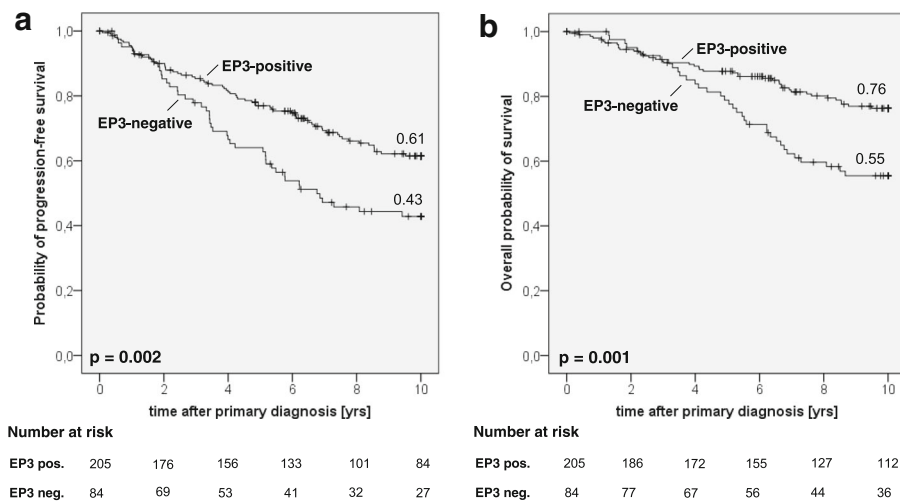 a
Probability of progression-free survival
1,0
0,8
0,6
0,4
0,2
0,0
EP3-positive
EP3-negative
0.61
0.43
p = 0.002
0 2 4 6 8 10
time after primary diagnosis [yrs]
Number at risk
EP3 pos. 205 176 156 133 101 84
EP3 neg. 84 69 53 41 32 27
b
Overall probability of survival
1,0
0,8
0,6
0,4
0,2
0,0
EP3-positive
EP3-negative
0.76
0.55
p = 0.001
0 2 4 6 8 10
time after primary diagnosis [yrs]
Number at risk
EP3 pos. 205 186 172 155 127 112
EP3 neg. 84 77 67 56 44 36